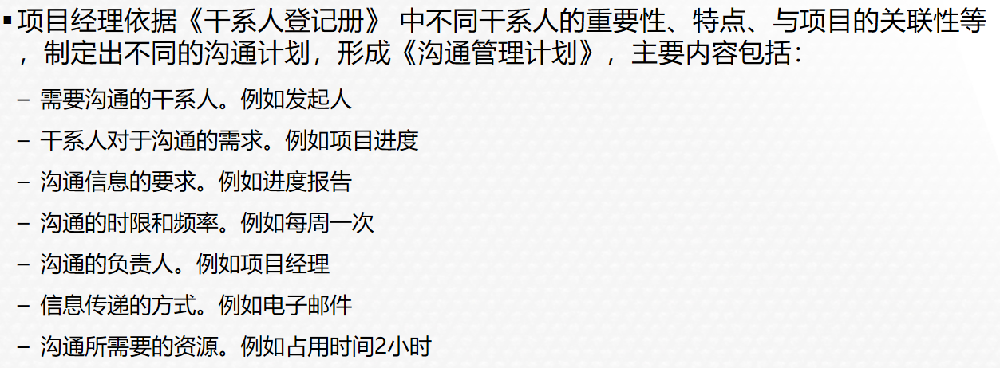 ▪项目经理依据《干系人登记册》 中不同干系人的重要性、特点、与项目的关联性等
，制定出不同的沟通计划，形成《沟通管理计划》，主要内容包括：
– 需要沟通的干系人。例如发起人
– 干系人对于沟通的需求。例如项目进度
– 沟通信息的要求。例如进度报告
– 沟通的时限和频率。例如每周一次
– 沟通的负责人。例如项目经理
– 信息传递的方式。例如电子邮件
– 沟通所需要的资源。例如占用时间2小时